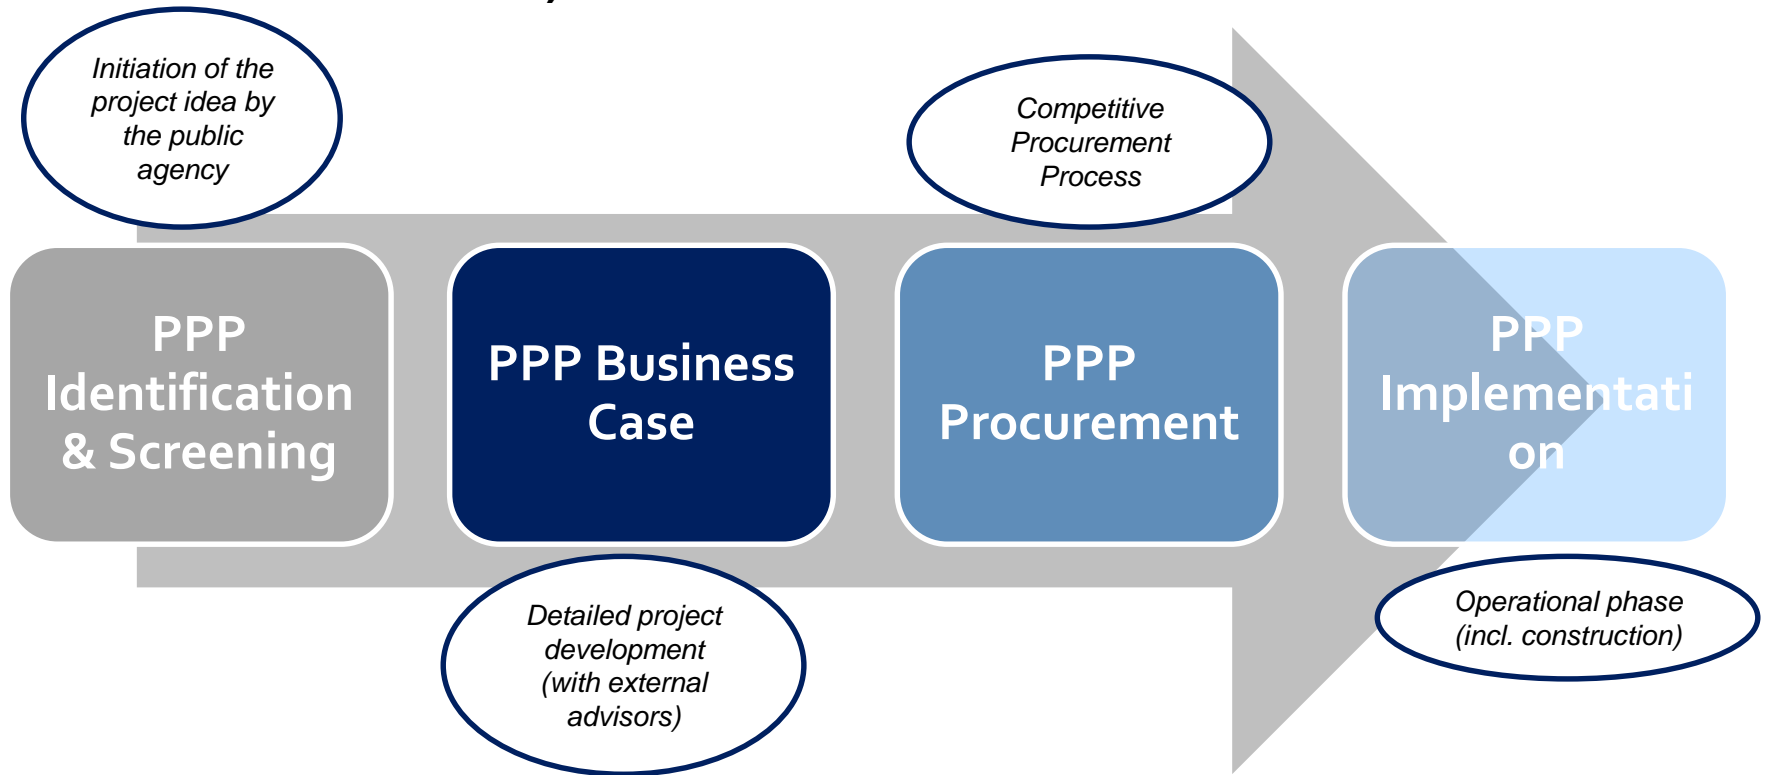 Initiation of the
project idea by
the public
agency
Competitive
Procurement
Process
PPP
Identification
& Screening
PPP Business
Case
PPP
Procurement
PPP
Implementati
on
Detailed project
development
(with external
advisors)
Operational phase
(incl. construction)